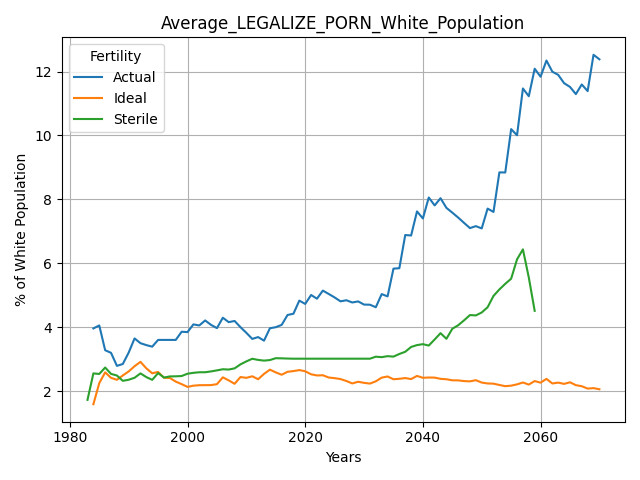 Average_LEGALIZE_PORN_White_Population
Fertility
Actual
Ideal
Sterile
% of White Population
12
10
8
6
4
2
1980
2000
2020
2040
2060
Years